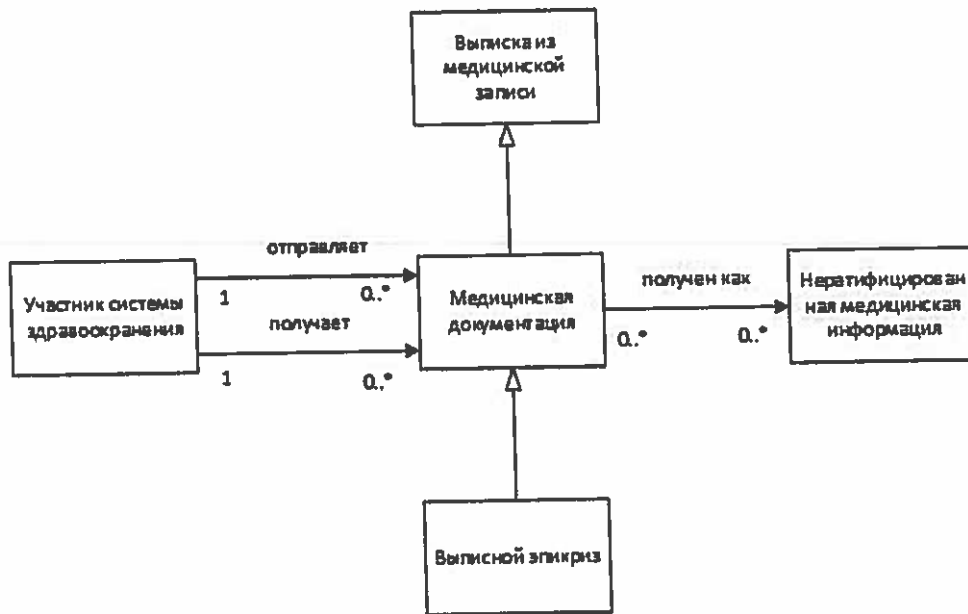 Выписка из
медицинской
записи
отправляет
1
0..*
Участник системы
здравоохранения
получает
1
0..*
Медицинская
документация
получен как
0..*
0..*
Нератифицирован
ная медицинская
информация
Выписной эпикриз